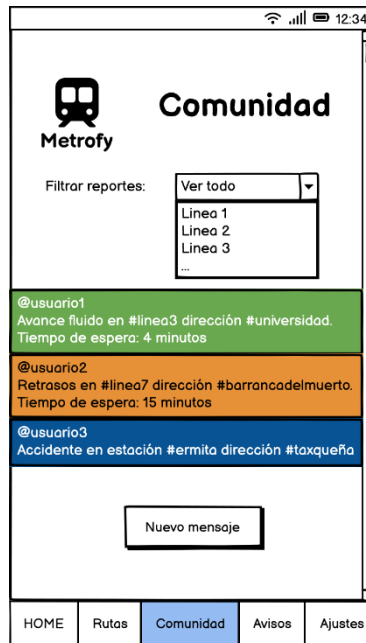 12:34
Metrofy
Comunidad
Filtrar reportes:
Ver todo
Linea 1
Linea 2
Linea 3
...
@usuario1
Avance fluido en #linea3 dirección #universidad.
Tiempo de espera: 4 minutos
@usuario2
Retrasos en #linea7 dirección #barrancadelmuerto.
Tiempo de espera: 15 minutos
@usuario3
Accidente en estación #ermita dirección #taxqueña
Nuevo mensaje
HOME
Rutas
Comunidad
Avisos
Ajustes